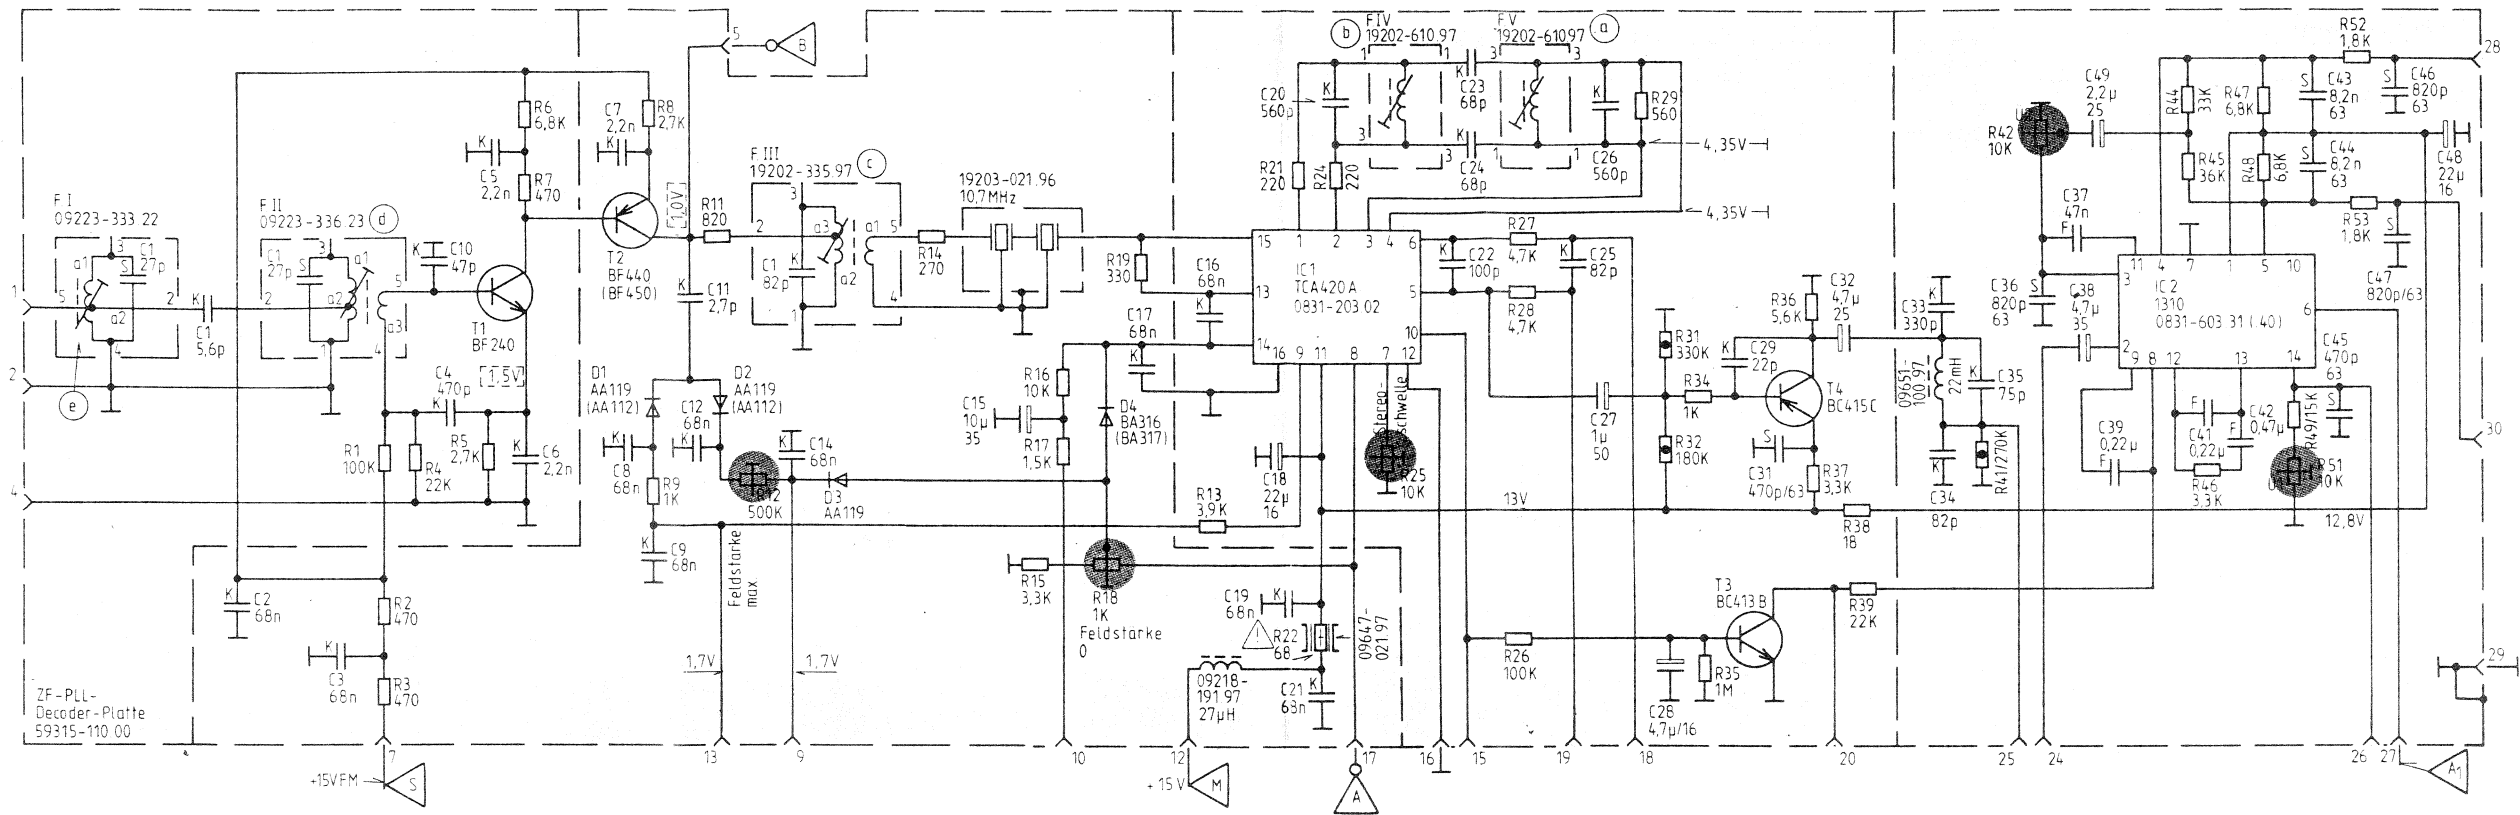 5
B
F IV
19202-610.97
b
F.V
19202-61097
a
R52
1,8K
28
C49
2,2µ
25
R44
33K
R47
6,8K
C43
8,2n
63
C46
820p
63
R6
6,8K
C7
2,2n
R8
2,7K
C20
560p
C23
68p
R29
560
R42
10K
C5
2,2n
R7
470
F III
19202-335.97
c
19203-021.96
10,7MHz
R21
220
R24
220
C24
68p
C26
560p
4,35V
R45
36K
R48
6,8K
C44
8,2n
63
C48
22µ
16
F I
09223-333 22
F II
09223-336.23
d
1,0V
R11
820
4,35V
C37
47n
R53
1,8K
C1
27p
C1
27p
C10
47p
T2
BF440
(BF450)
C1
82p
R14
270
R19
330
C16
68n
IC1
TCA420A
0831-203 02
R27
4,7K
C22
100p
C25
82p
R28
4,7K
C36
820p
63
C38
4,7µ
35
IC2
1310
0831-603 31 (.40)
C47
820p/63
1
2
4
e
C1
5,6p
T1
BF240
1,5V
C11
2,7p
C17
68n
R36
5,6K
C32
4,7µ
25
C33
330p
R31
330K
C29
22p
C45
470p
63
C4
470p
D1
AA119
(AA112)
D2
AA119
(AA112)
C12
68n
R16
10K
C15
10µ
35
R17
1,5K
D4
BA316
(BA317)
Stereo-
schwelle
R25
10K
R34
1K
T4
BC415C
C27
1µ
50
R32
180K
09651-
100.97
22mH
C35
75p
R41/270K
C34
82p
R1
100K
R4
22K
R5
2,7K
C6
2,2n
C8
68n
R9
1K
C14
68n
R12
500K
D3
AA119
C18
22µ
16
R13
3,9K
13V
C31
470p/63
R37
3,3K
R38
18
C39
0,22µ
C41
0,22µ
C42
0,47µ
R46
3,3K
R49/15K
R51
10K
12,8V
30
C9
68n
Feldstarke
max
R15
3,3K
R18
1K
Feldstarke
0
C19
68n
R22
68
09647-
021.97
T3
BC413B
R39
22K
C2
68n
R2
470
C3
68n
R3
470
1,7V
1,7V
09218-
191 97
27µH
C21
68n
R26
100K
R35
1M
C28
4,7µ/16
29
ZF-PLL-
Decoder-Platte
59315-110 00
7
13
9
10
12
17
16
15
19
18
20
25
24
26
27
+15VFM
S
+15V
M
A
A1